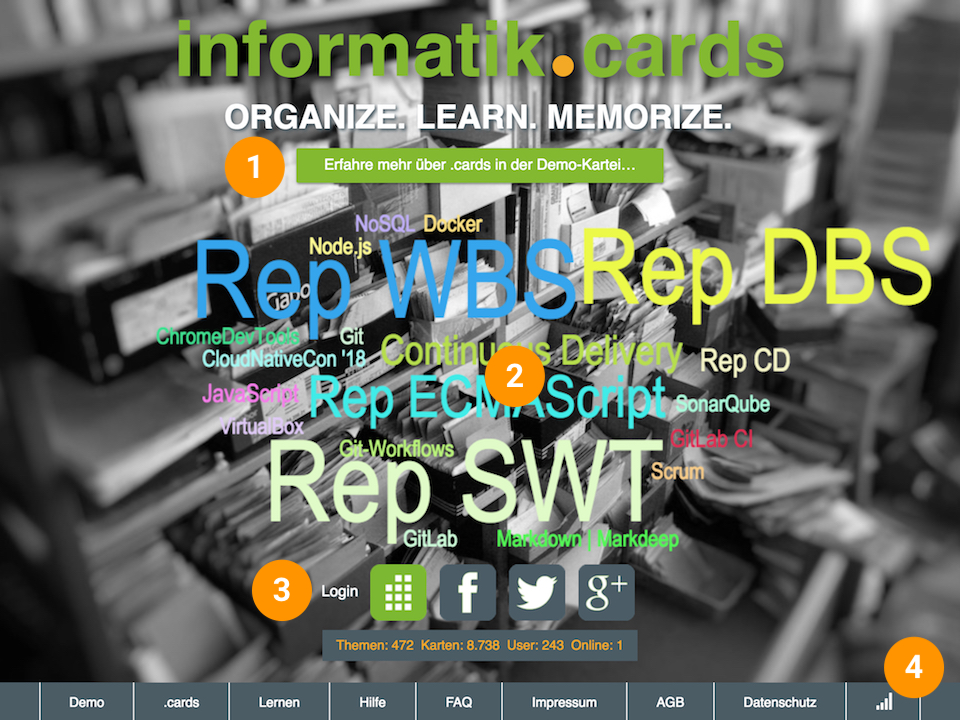 informatik.cards
ORGANIZE. LEARN. MEMORIZE.
1
Erfahre mehr über .cards in der Demo-Kartei...
NoSQL Docker
Node.js
Rep WBS Rep DBS
ChromeDevTools Git
CloudNativeCon '18 Continuous Delivery Rep CD
2
JavaScript Rep ECMAScript SonarQube
VirtualBox GitLab CI
Git-Workflows
Rep SWT Scrum
GitLab Markdown | Markdeep
3 Login f g+
Themen: 472 Karten: 8.738 User: 243 Online: 1
4
Demo .cards Lernen Hilfe FAQ Impressum AGB Datenschutz